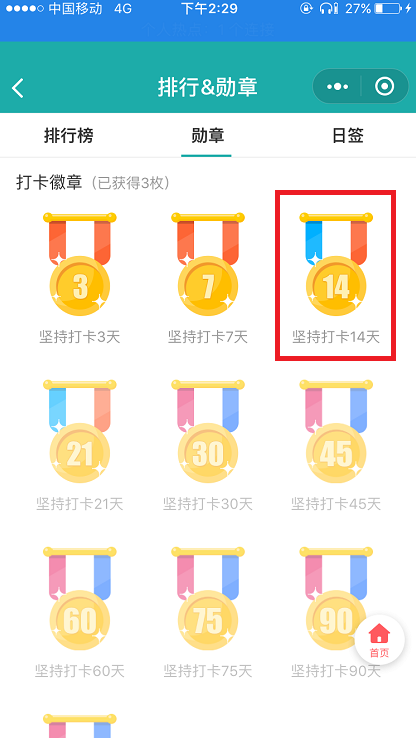 中国移动 4G 下午2:29 27%
排行&勋章
排行榜 勋章 日签
打卡徽章 (已获得3枚)
3 7 14
坚持打卡3天 坚持打卡7天 坚持打卡14天
21 30 45
坚持打卡21天 坚持打卡30天 坚持打卡45天
60 75 90
坚持打卡60天 坚持打卡75天 坚持打卡90天
首页